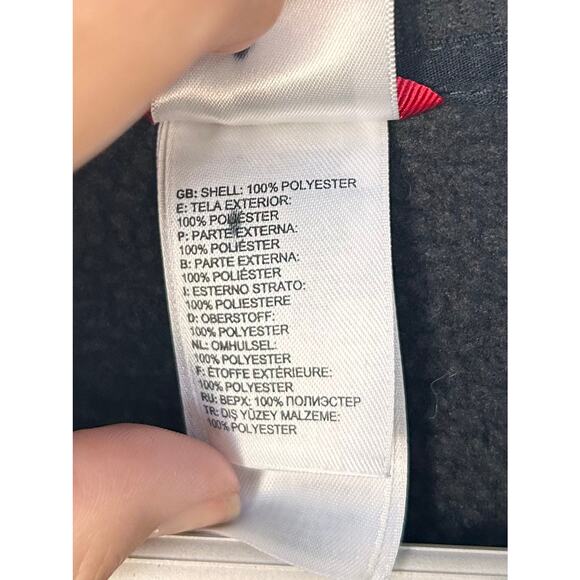 GB: SHELL: 100% POLYESTER
E: TELA EXTERIOR:
100% POLIÉSTER
P: PARTE EXTERNA:
100% POLIÉSTER
B: PARTE EXTERNA:
100% POLIÉSTER
I: ESTERNO STRATO:
100% POLIESTERE
D: OBERSTOFF:
100% POLYESTER
NL: OMHULSEL:
100% POLYESTER
F: ÉTOFFE EXTÉRIEURE:
100% POLYESTER
RU: ВЕРХ: 100% ПОЛИЭСТЕР
TR: DIŞ YÜZEY MALZEME:
100% POLYESTER